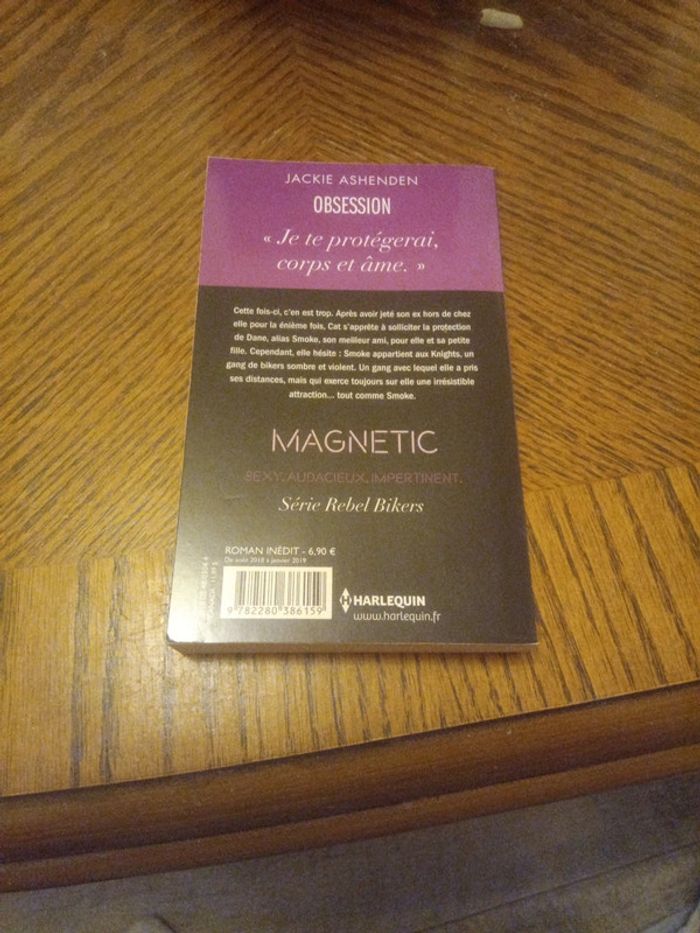 JACKIE ASHENDEN
OBSESSION
« Je te protégerai,
corps et âme. »
Cette fois-ci, c'en est trop. Après avoir jeté son ex hors de chez
elle pour la énième fois, Cat s'apprête à solliciter la protection
de Dane, alias Smoke, son meilleur ami, pour elle et sa petite
fille. Cependant, elle hésite : Smoke appartient aux Knights, un
gang de bikers sombre et violent. Un gang avec lequel elle a pris
ses distances, mais qui exerce toujours sur elle une irrésistible
attraction... tout comme Smoke.
MAGNETIC
SEXY. AUDACIEUX. IMPERTINENT.
Série Rebel Bikers
ROMAN INÉDIT - 6,90 €
De août 2018 à janvier 2019
9 782280 386159
HARLEQUIN
www.harlequin.fr